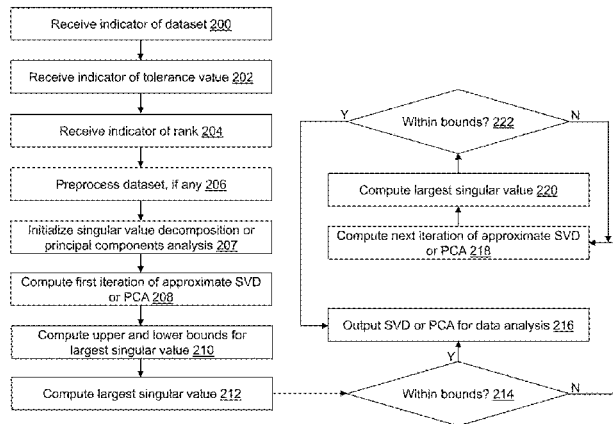 Receive indicator of dataset 200
Receive indicator of tolerance value 202
Receive indicator of rank 204
Preprocess dataset, if any 206
Initialize singular value decomposition or
principal components analysis 207
Compute first iteration of approximate SVD
or PCA 208
Compute upper and lower bounds for
largest singular value 210
Compute largest singular value 212
Y
Within bounds? 222
N
Compute largest singular value 220
Compute next iteration of approximate SVD
or PCA 218
Output SVD or PCA for data analysis 216
Y
Within bounds? 214
N